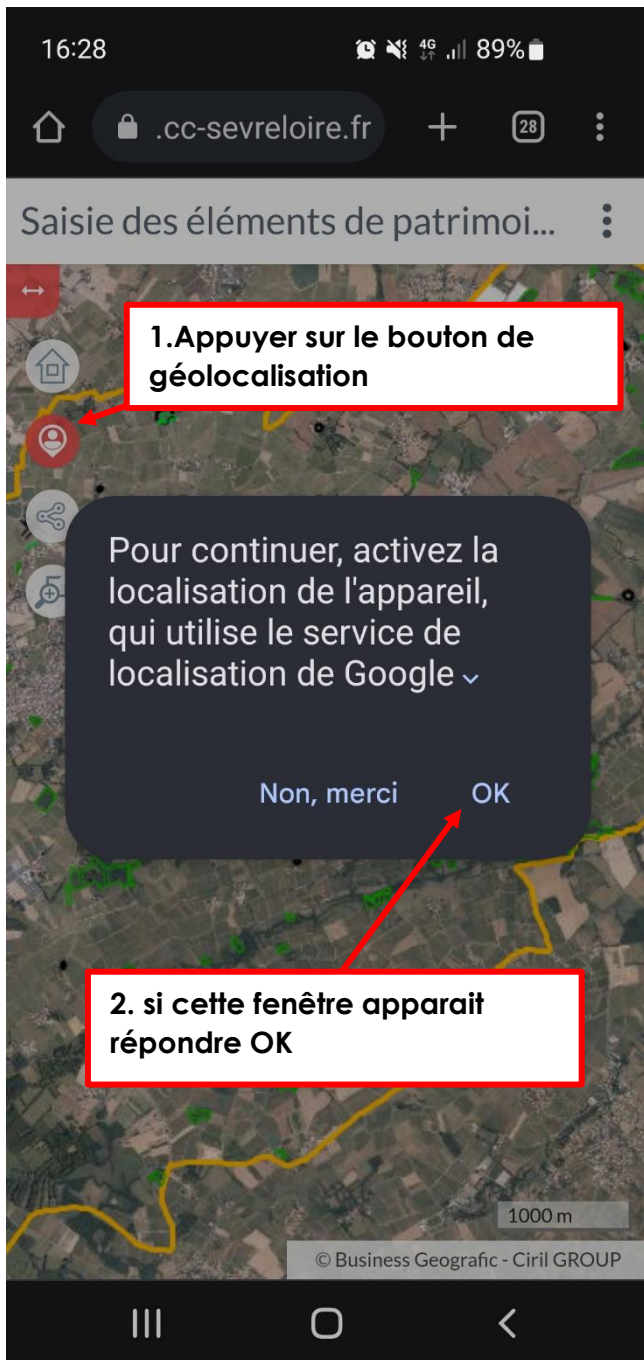 16:28
4G
89%
.cc-sevreloire.fr
28
Saisie des éléments de patrimoi...
1.Appuyer sur le bouton de
géolocalisation
Pour continuer, activez la
localisation de l'appareil,
qui utilise le service de
localisation de Google
Non, merci
OK
2. si cette fenêtre apparait
répondre OK
1000 m
© Business Geografic - Ciril GROUP